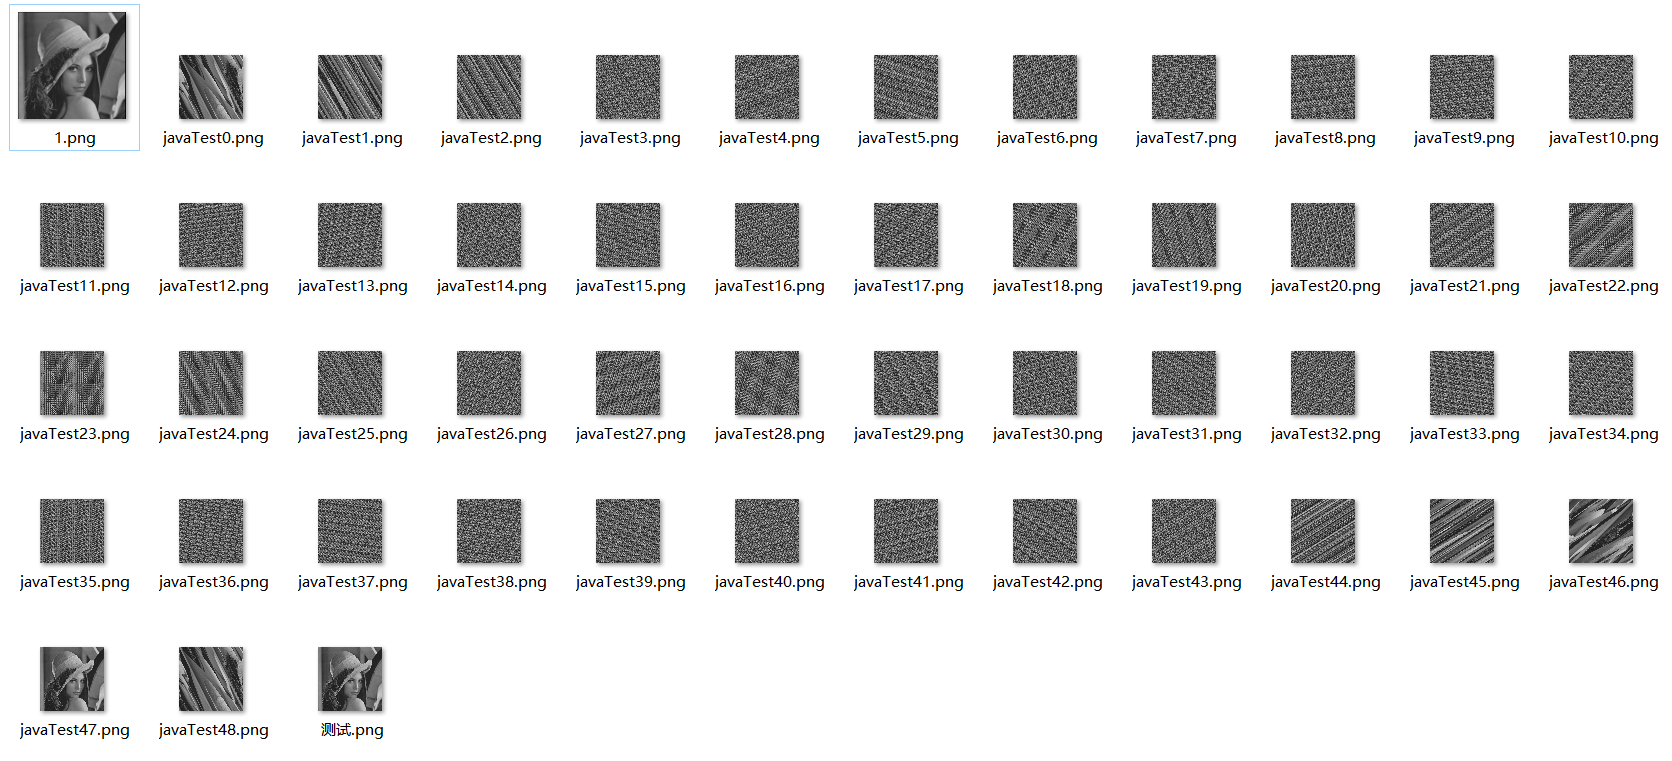 1.png javaTest0.png javaTest1.png javaTest2.png javaTest3.png javaTest4.png javaTest5.png javaTest6.png javaTest7.png javaTest8.png javaTest9.png javaTest10.png
javaTest11.png javaTest12.png javaTest13.png javaTest14.png javaTest15.png javaTest16.png javaTest17.png javaTest18.png javaTest19.png javaTest20.png javaTest21.png javaTest22.png
javaTest23.png javaTest24.png javaTest25.png javaTest26.png javaTest27.png javaTest28.png javaTest29.png javaTest30.png javaTest31.png javaTest32.png javaTest33.png javaTest34.png
javaTest35.png javaTest36.png javaTest37.png javaTest38.png javaTest39.png javaTest40.png javaTest41.png javaTest42.png javaTest43.png javaTest44.png javaTest45.png javaTest46.png
javaTest47.png javaTest48.png 测试.png